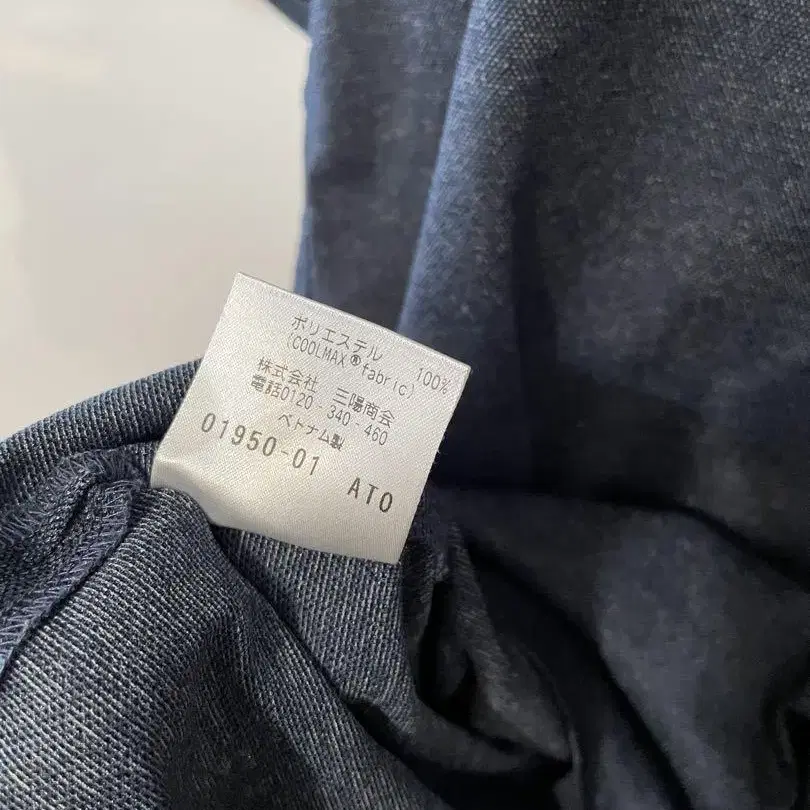 ポリエステル 100%
(COOLMAX®fabric)
株式会社 三陽商会
電話0120-340-460
ベトナム製
01950-01 ATO